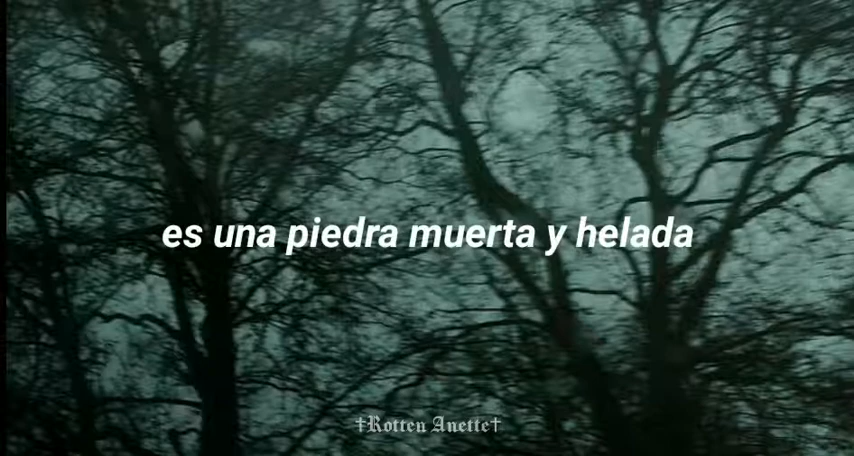 es una piedra muerta y helada
†Rotten Anette†